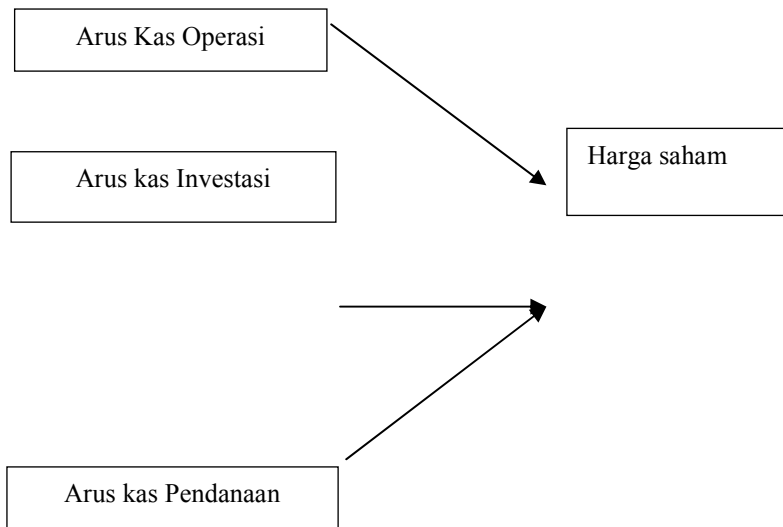 Arus Kas Operasi
Harga saham
Arus kas Investasi
Arus kas Pendanaan